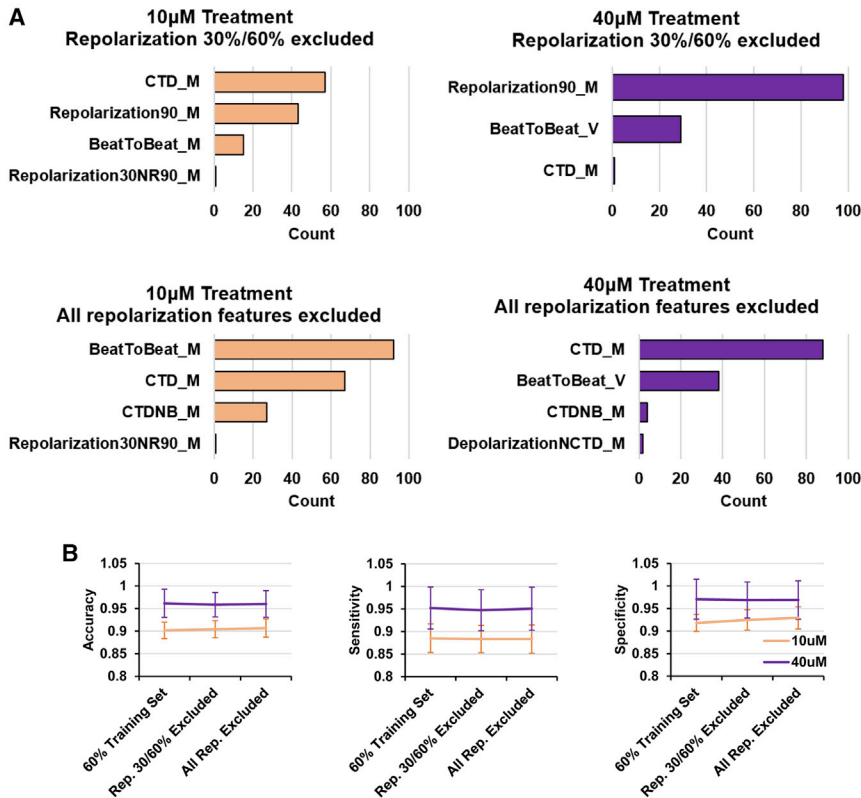 A
10µM Treatment
Repolarization 30%/60% excluded
CTD_M
Repolarization90_M
BeatToBeat_M
Repolarization30NR90_M
0 20 40 60 80 100
Count
40µM Treatment
Repolarization 30%/60% excluded
Repolarization90_M
BeatToBeat_V
CTD_M
0 20 40 60 80 100
Count
10µM Treatment
All repolarization features excluded
BeatToBeat_M
CTD_M
CTDNB_M
Repolarization30NR90_M
0 20 40 60 80 100
Count
40µM Treatment
All repolarization features excluded
CTD_M
BeatToBeat_V
CTDNB_M
DepolarizationNCTD_M
0 20 40 60 80 100
Count
B
Accuracy
1.05
1
0.95
0.9
0.85
0.8
60% Training Set
Rep. 30/60% Excluded
All Rep. Excluded
Sensitivity
1.05
1
0.95
0.9
0.85
0.8
60% Training Set
Rep. 30/60% Excluded
All Rep. Excluded
Specificity
1.05
1
0.95
0.9
0.85
0.8
10uM
40uM
60% Training Set
Rep. 30/60% Excluded
All Rep. Excluded